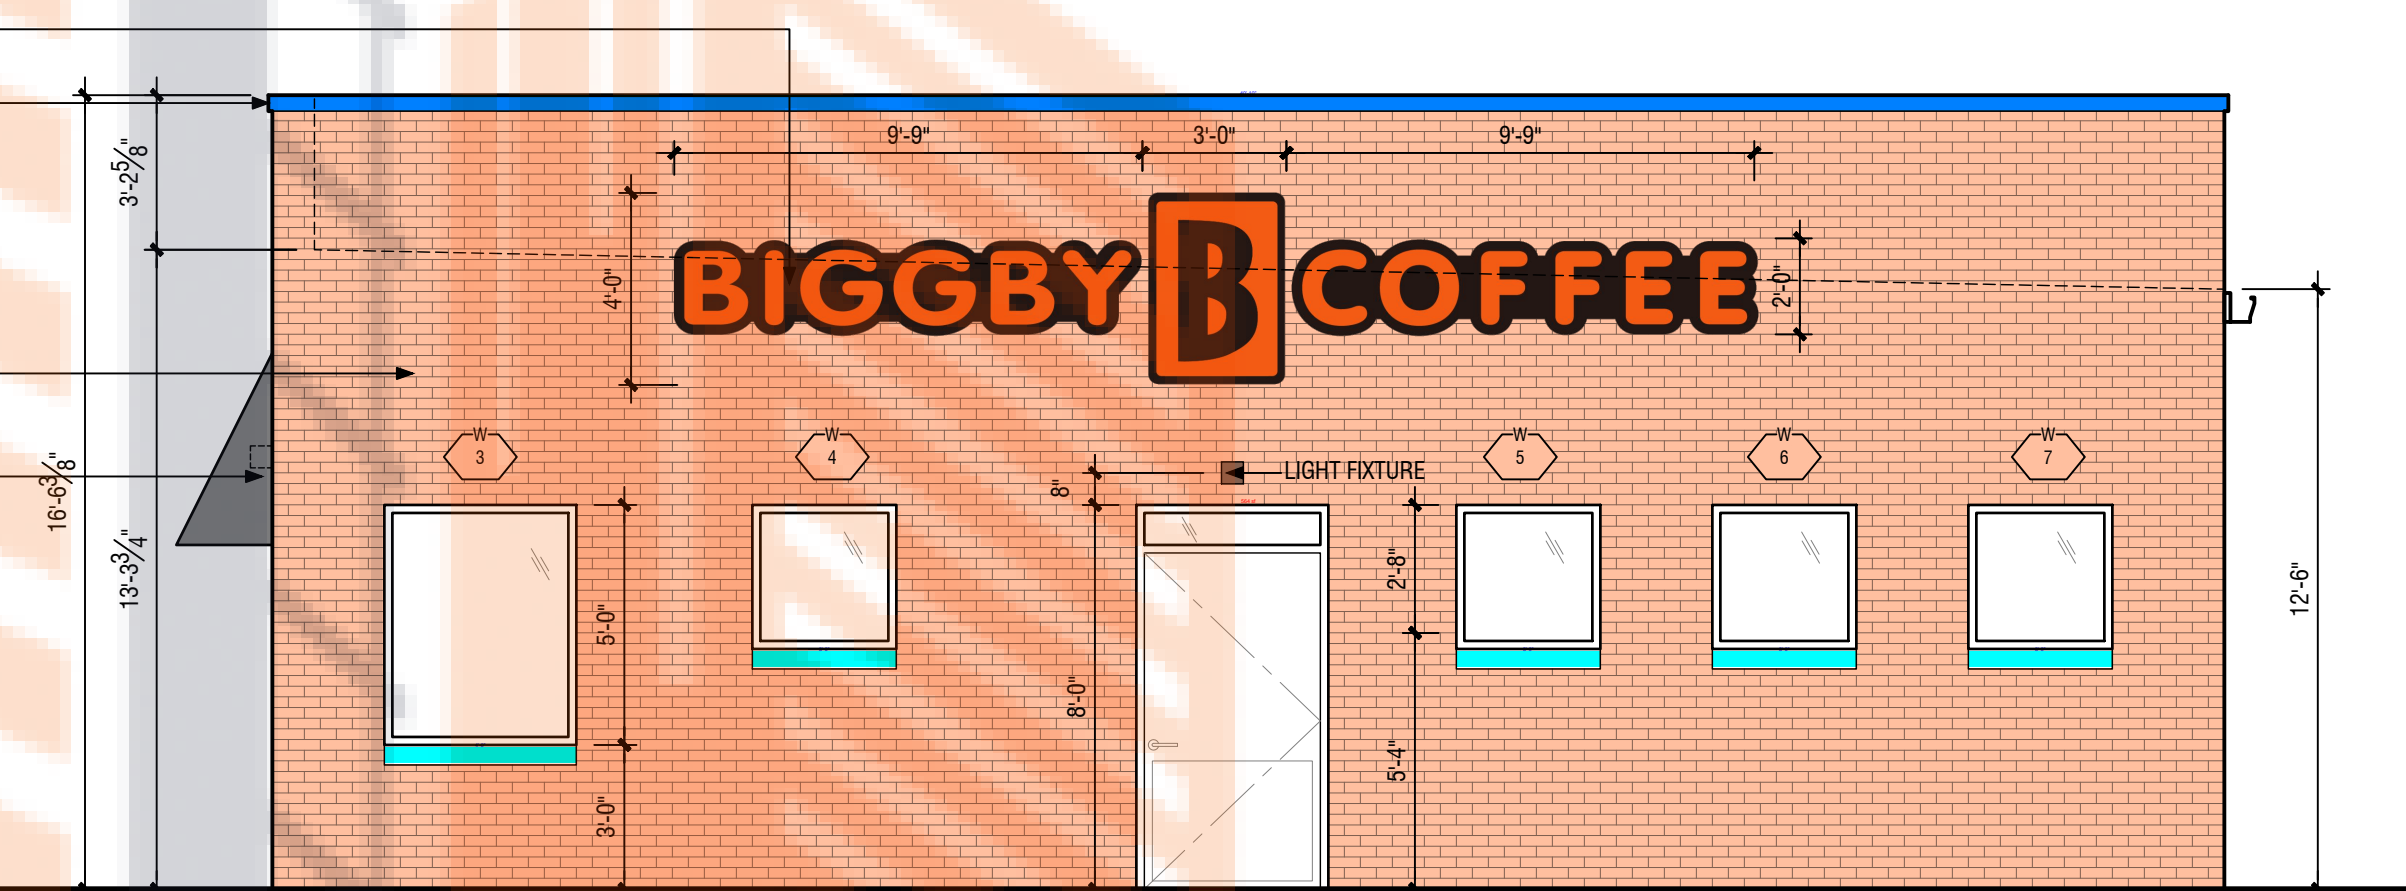 9'-9"
3'-0"
9'-9"
3'-2 5/8"
BIGGBY B COFFEE
4'-0"
2'-0"
W
3
W
4
W
5
W
6
W
7
LIGHT FIXTURE
8"
16'-6 3/8"
13'-3 3/4"
5'-0"
2'-8"
12'-6"
8'-0"
5'-4"
3'-0"